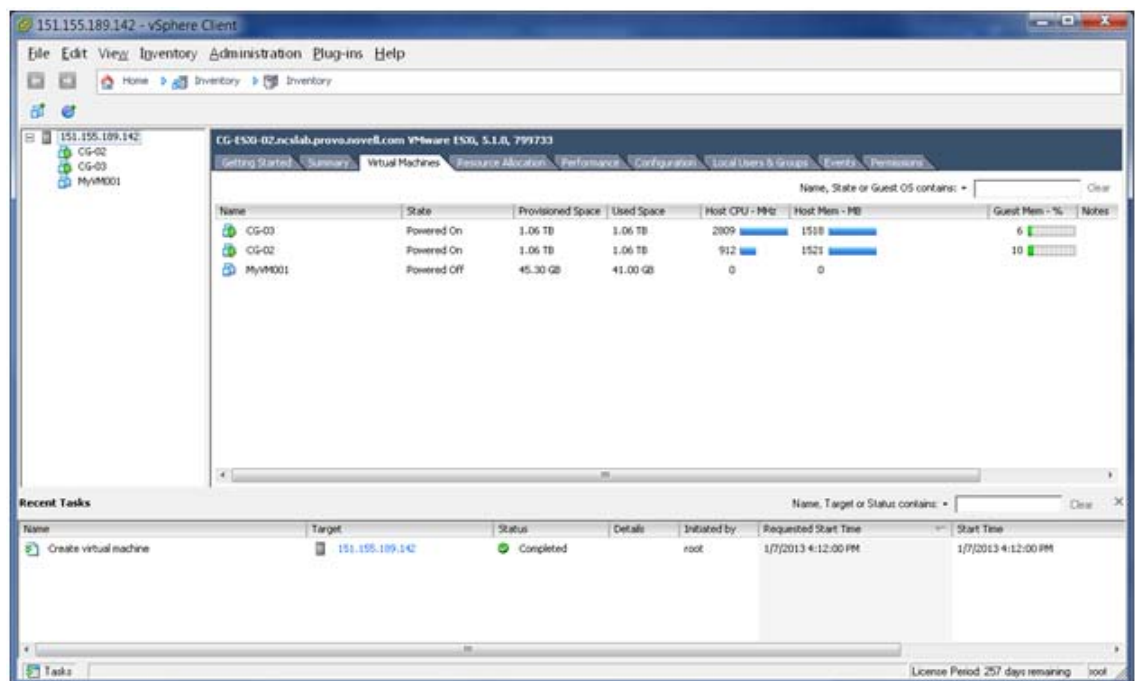 151.155.189.142 - vSphere Client
File Edit View Inventory Administration Plug-ins Help
Home Inventory Inventory
151.155.189.142
CG-02
CG-03
MyVM001
CG-ESXi-02.ncslab.provo.novell.com VMware ESXi, 5.1.0, 799733
Getting Started Summary Virtual Machines Resource Allocation Performance Configuration Local Users & Groups Events Permissions
Name, State or Guest OS contains: Clear
Name State Provisioned Space Used Space Host CPU - MHz Host Mem - MB Guest Mem - % Notes
CG-03 Powered On 1.06 TB 1.06 TB 2809 1518 6
CG-02 Powered On 1.06 TB 1.06 TB 912 1521 10
MyVM001 Powered Off 45.30 GB 41.00 GB 0 0
Recent Tasks Name, Target or Status contains: Clear
Name Target Status Details Initiated by Requested Start Time Start Time
Create virtual machine 151.155.189.142 Completed root 1/7/2013 4:12:00 PM 1/7/2013 4:12:00 PM
Tasks License Period: 257 days remaining root